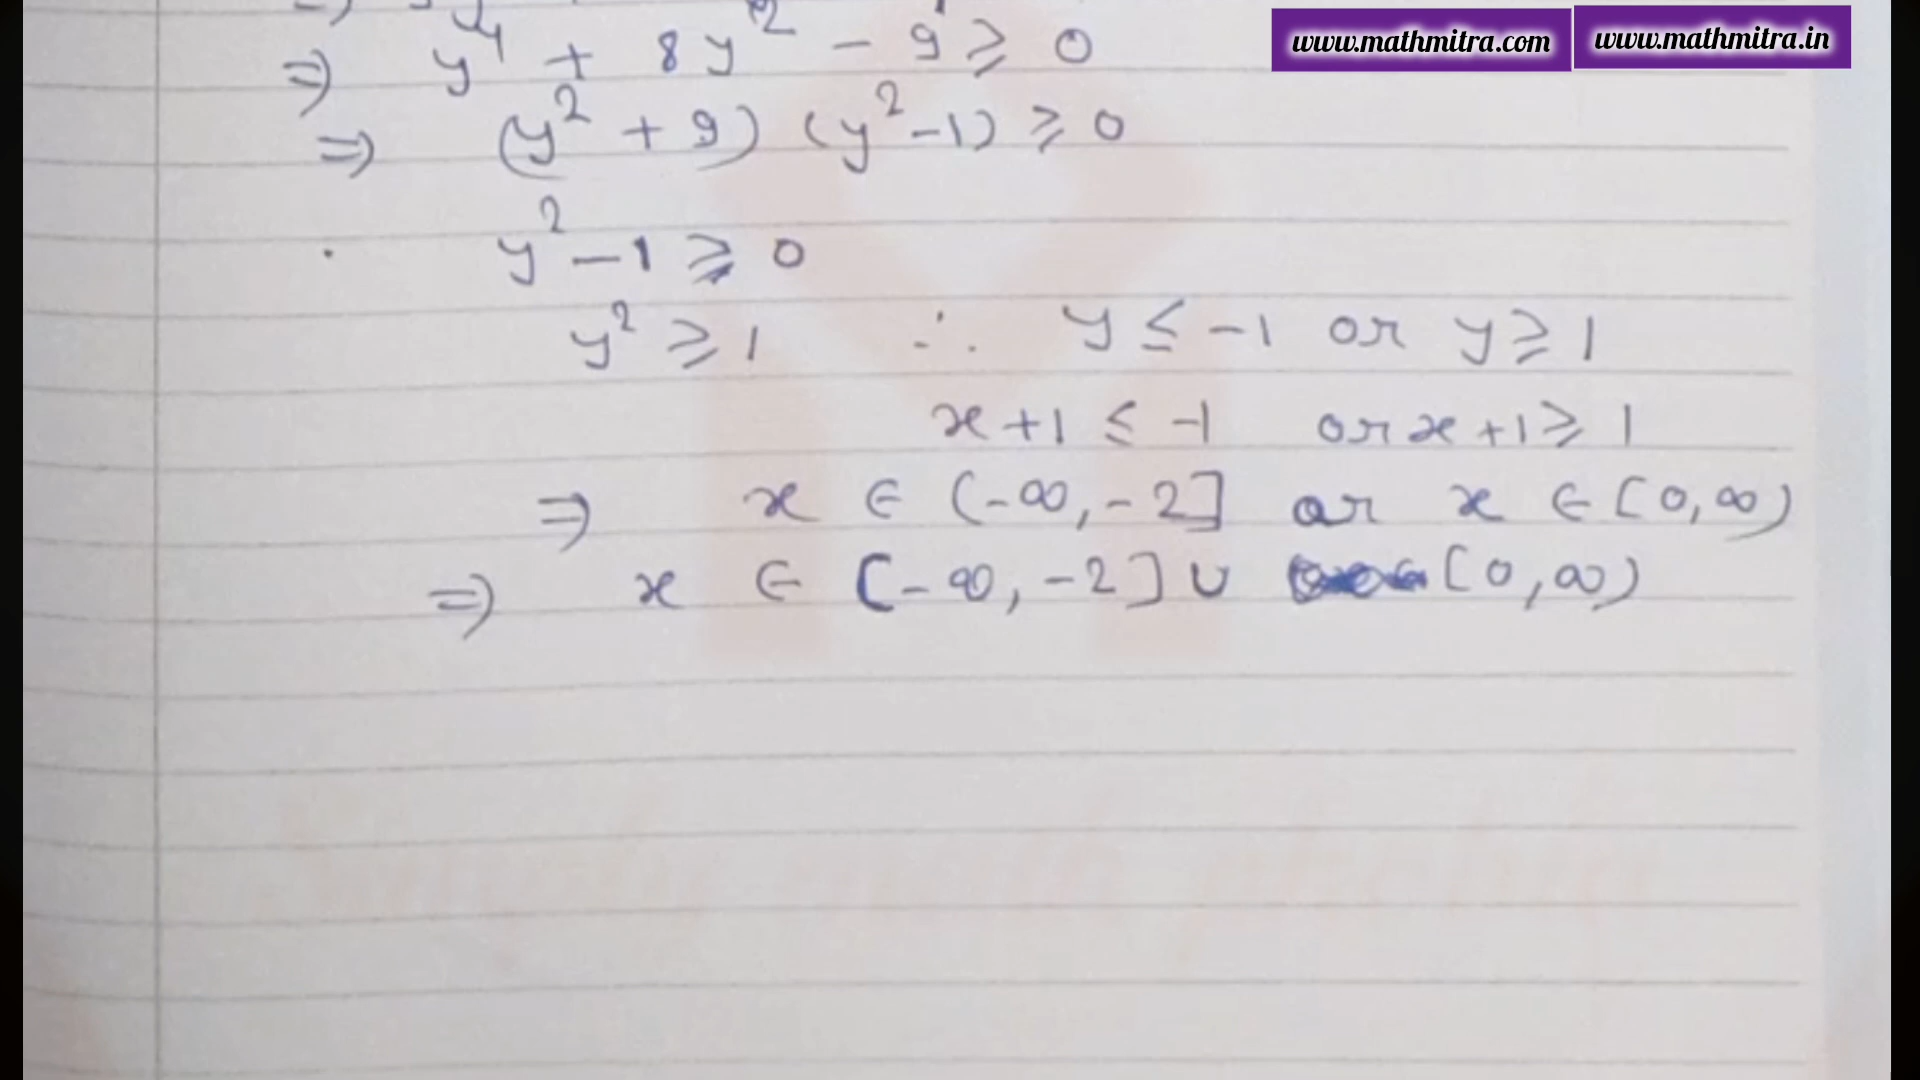 www.mathmitra.com www.mathmitra.in
⇒ y⁴ + 8y² - 9 ≥ 0
⇒ (y² + 9) (y² - 1) ≥ 0
y² - 1 ≥ 0
y² ≥ 1 ∴ y ≤ -1 or y ≥ 1
x + 1 ≤ -1 or x + 1 ≥ 1
⇒ x ∈ (-∞, -2] or x ∈ [0, ∞)
⇒ x ∈ [-∞, -2] ∪ [0, ∞)